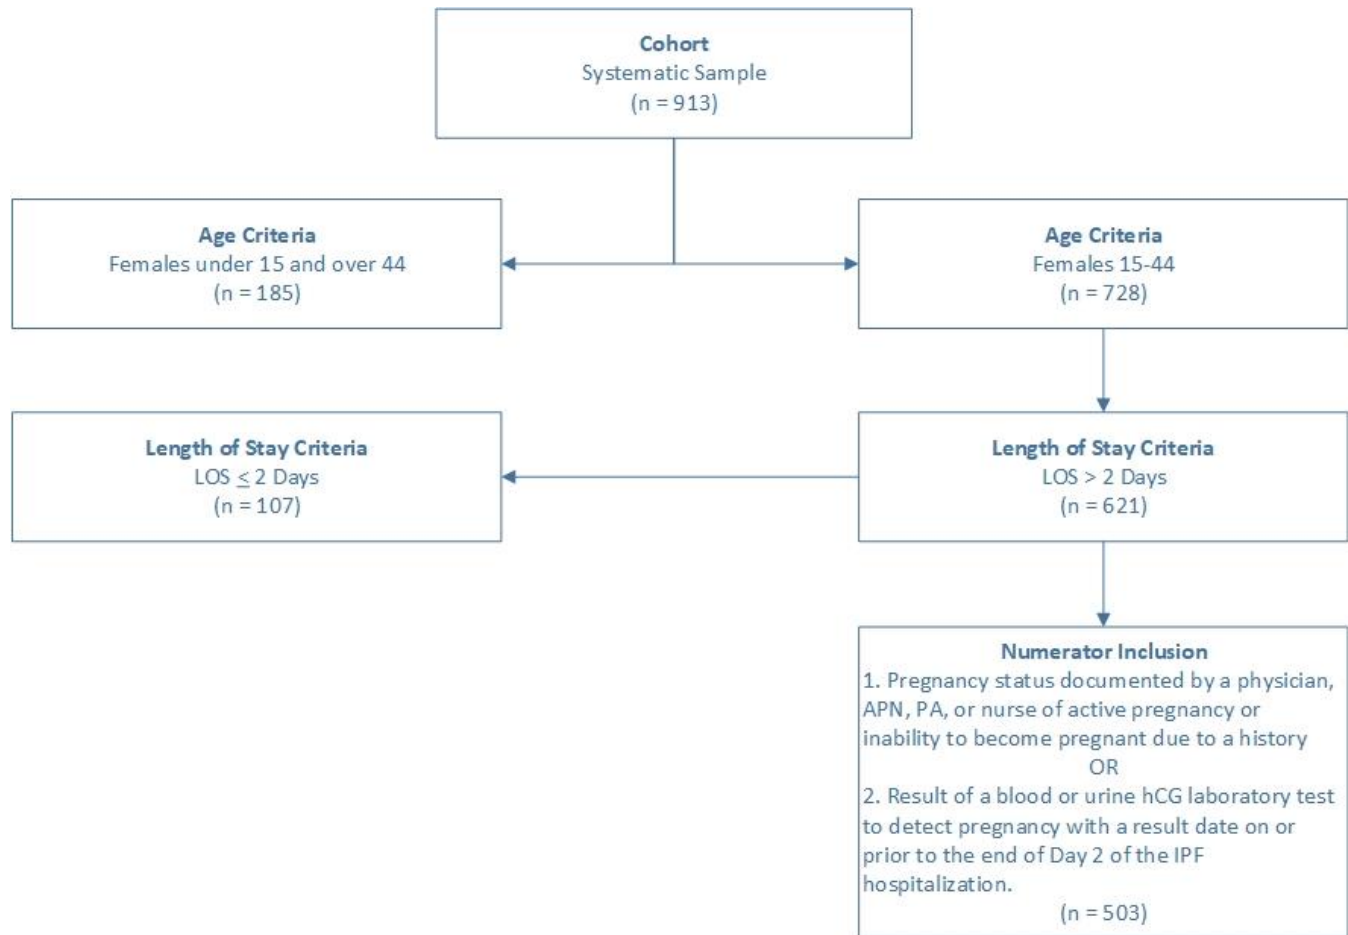 Cohort
Systematic Sample
(n = 913)
Age Criteria
Females under 15 and over 44
(n = 185)
Age Criteria
Females 15-44
(n = 728)
Length of Stay Criteria
LOS ≤ 2 Days
(n = 107)
Length of Stay Criteria
LOS > 2 Days
(n = 621)
Numerator Inclusion
1. Pregnancy status documented by a physician,
APN, PA, or nurse of active pregnancy or
inability to become pregnant due to a history
OR
2. Result of a blood or urine hCG laboratory test
to detect pregnancy with a result date on or
prior to the end of Day 2 of the IPF
hospitalization.
(n = 503)